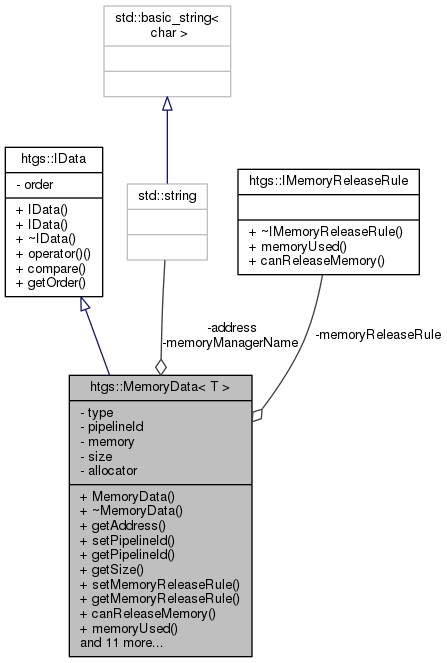 std::basic_string<
char >
htgs::IData
- order
+ IData()
+ IData()
+ ~IData()
+ operator()()
+ compare()
+ getOrder()
std::string
htgs::IMemoryReleaseRule
+ ~IMemoryReleaseRule()
+ memoryUsed()
+ canReleaseMemory()
-address
-memoryManagerName
-memoryReleaseRule
htgs::MemoryData< T >
- type
- pipelineId
- memory
- size
- allocator
+ MemoryData()
+ ~MemoryData()
+ getAddress()
+ setPipelineId()
+ getPipelineId()
+ getSize()
+ setMemoryReleaseRule()
+ getMemoryReleaseRule()
+ canReleaseMemory()
+ memoryUsed()
and 11 more...